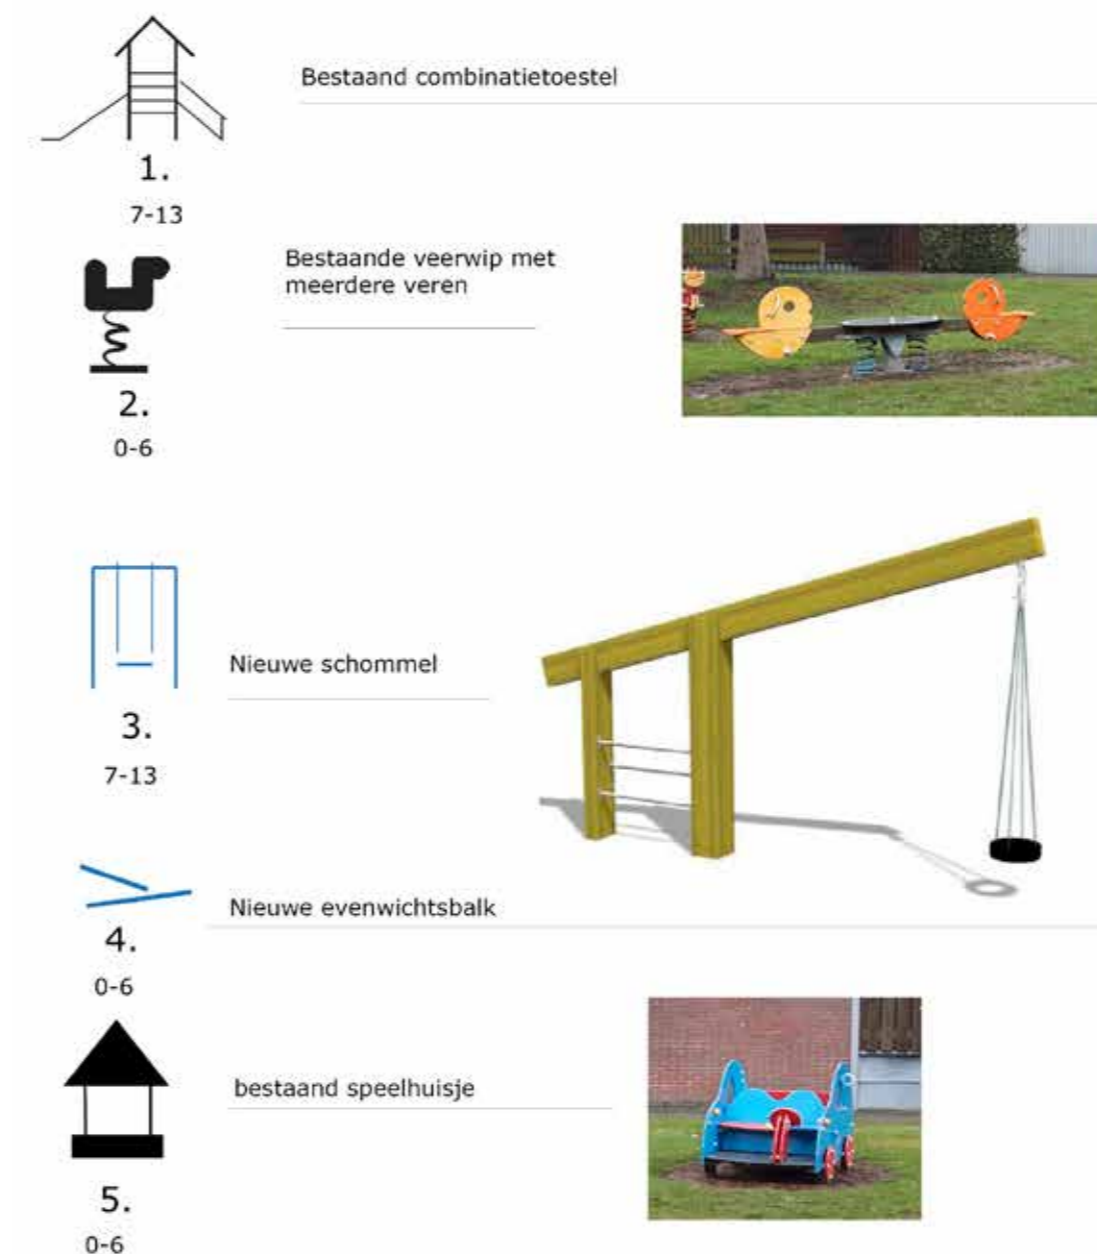 Bestaand combinatietoestel
1.
7-13
Bestaande veerwip met
meerdere veren
2.
0-6
Nieuwe schommel
3.
7-13
Nieuwe evenwichtsbalk
4.
0-6
bestaand speelhuisje
5.
0-6